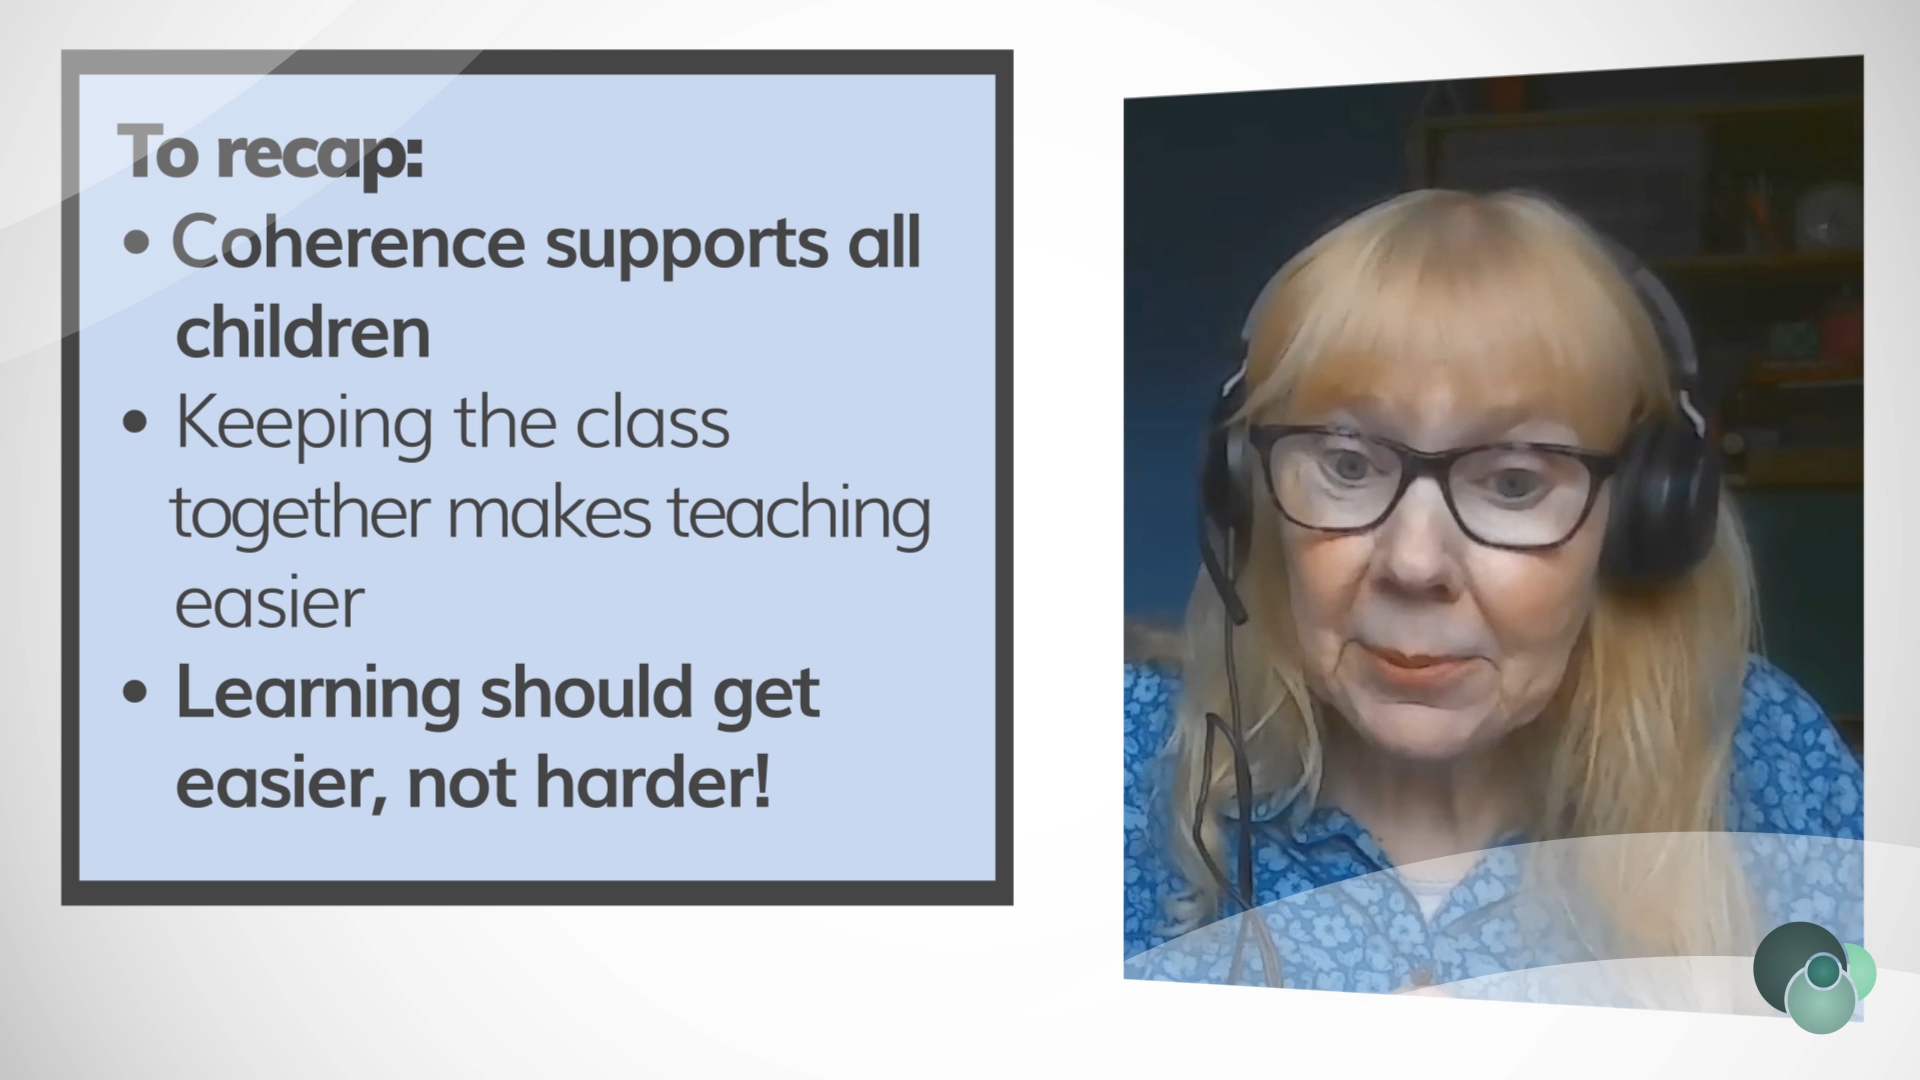 To recap:
• Coherence supports all
children
• Keeping the class
together makes teaching
easier
• Learning should get
easier, not harder!